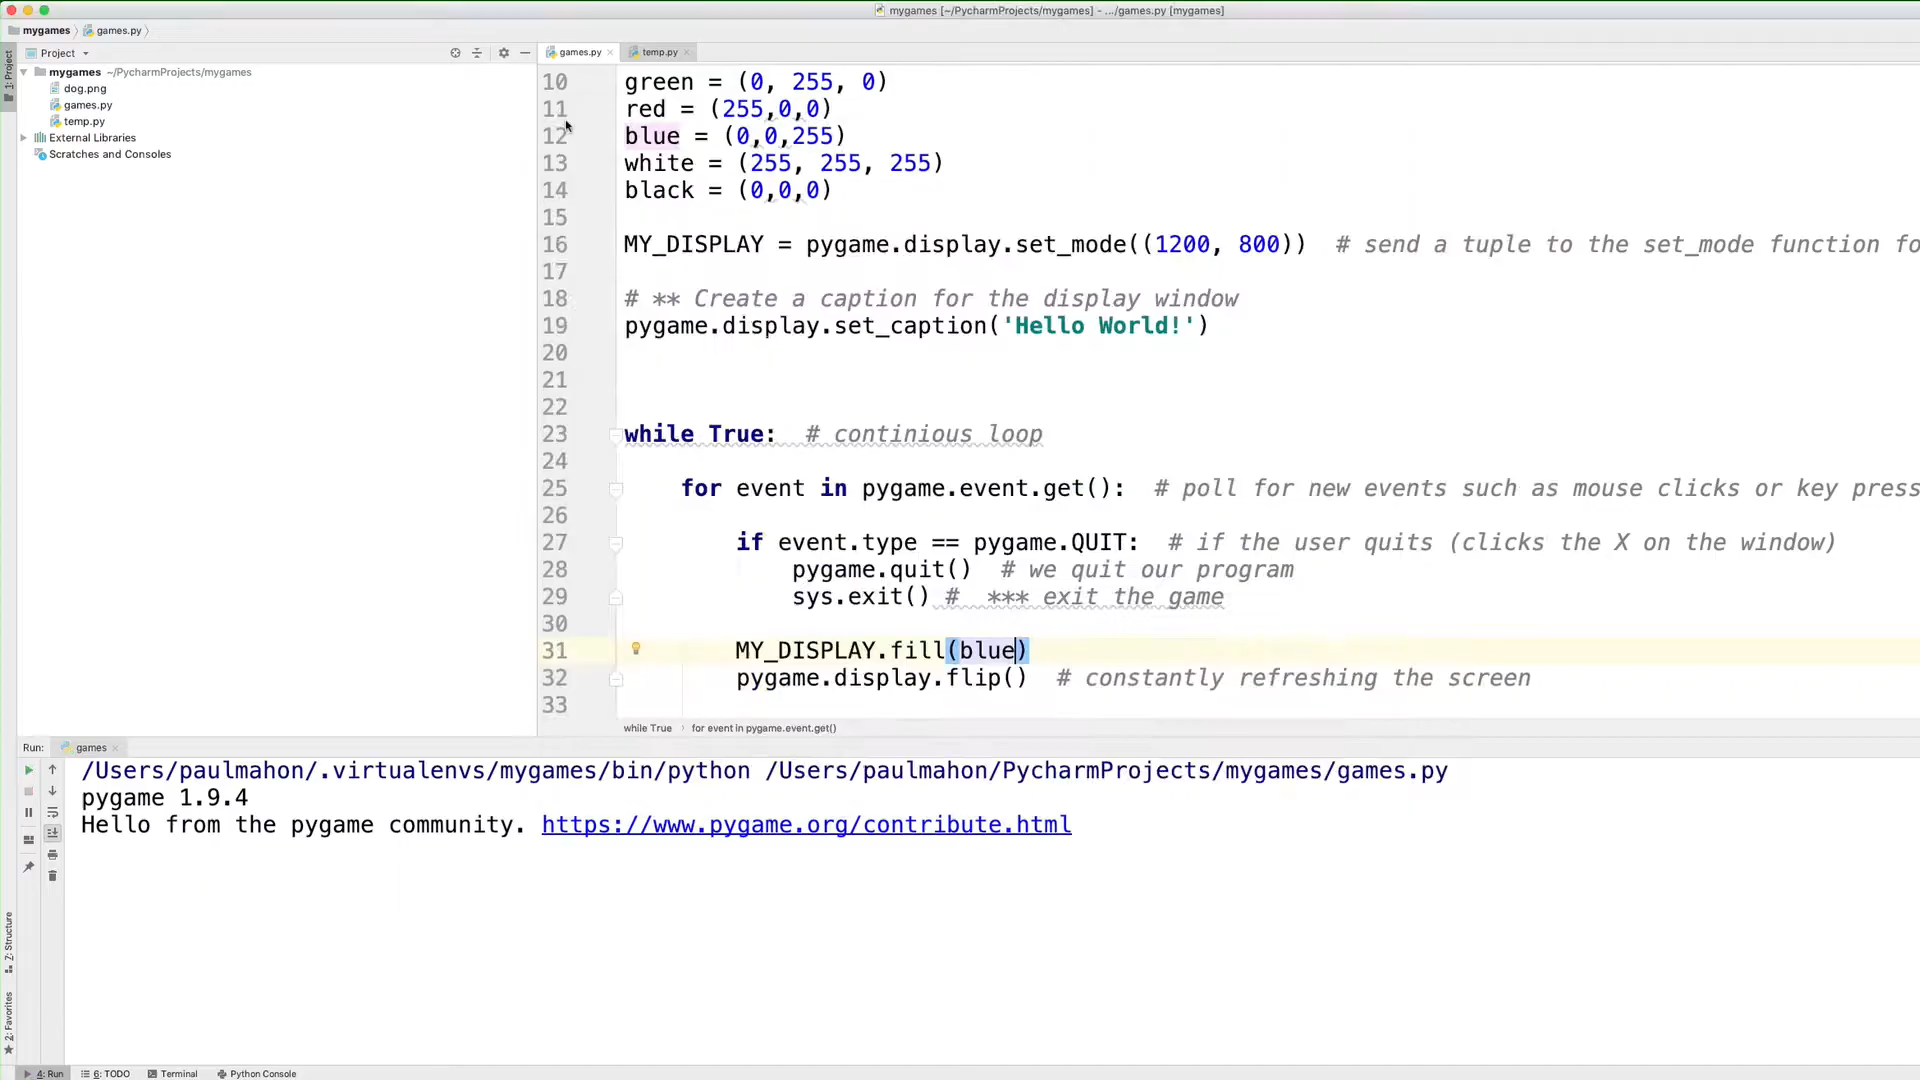 mygames [~/PycharmProjects/mygames] - .../games.py [mygames]
mygames games.py
1: Project
Project
mygames ~/PycharmProjects/mygames
dog.png
games.py
temp.py
External Libraries
Scratches and Consoles
games.py temp.py
10 green = (0, 255, 0)
11 red = (255,0,0)
12 blue = (0,0,255)
13 white = (255, 255, 255)
14 black = (0,0,0)
15
16 MY_DISPLAY = pygame.display.set_mode((1200, 800))  # send a tuple to the set_mode function fo
17
18 # ** Create a caption for the display window
19 pygame.display.set_caption('Hello World!')
20
21
22
23 while True:  # continious loop
24
25     for event in pygame.event.get():  # poll for new events such as mouse clicks or key press
26
27         if event.type == pygame.QUIT:  # if the user quits (clicks the X on the window)
28             pygame.quit()  # we quit our program
29             sys.exit() #  *** exit the game
30
31         MY_DISPLAY.fill(blue)
32         pygame.display.flip()  # constantly refreshing the screen
33
while True for event in pygame.event.get()
Run: games
/Users/paulmahon/.virtualenvs/mygames/bin/python /Users/paulmahon/PycharmProjects/mygames/games.py
pygame 1.9.4
Hello from the pygame community. https://www.pygame.org/contribute.html
Z: Structure
2: Favorites
4: Run 6: TODO Terminal Python Console